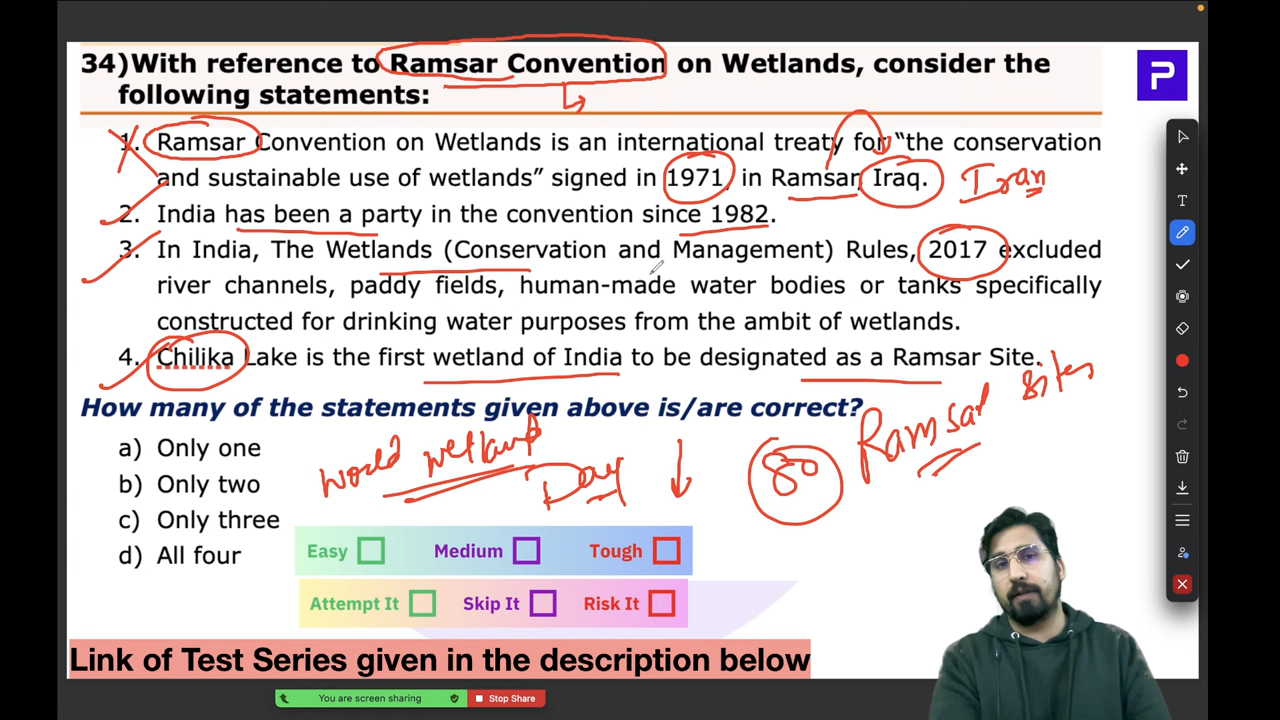 34)With reference to Ramsar Convention on Wetlands, consider the
following statements:
P
1. Ramsar Convention on Wetlands is an international treaty for “the conservation
and sustainable use of wetlands” signed in 1971, in Ramsar, Iraq. Iran
2. India has been a party in the convention since 1982.
3. In India, The Wetlands (Conservation and Management) Rules, 2017 excluded
river channels, paddy fields, human-made water bodies or tanks specifically
constructed for drinking water purposes from the ambit of wetlands.
4. Chilika Lake is the first wetland of India to be designated as a Ramsar Site.
How many of the statements given above is/are correct?
a) Only one
b) Only two
c) Only three
d) All four
World Wetland
Day
80 Ramsar Sites
Easy Medium Tough
Attempt It Skip It Risk It
Link of Test Series given in the description below
You are screen sharing Stop Share